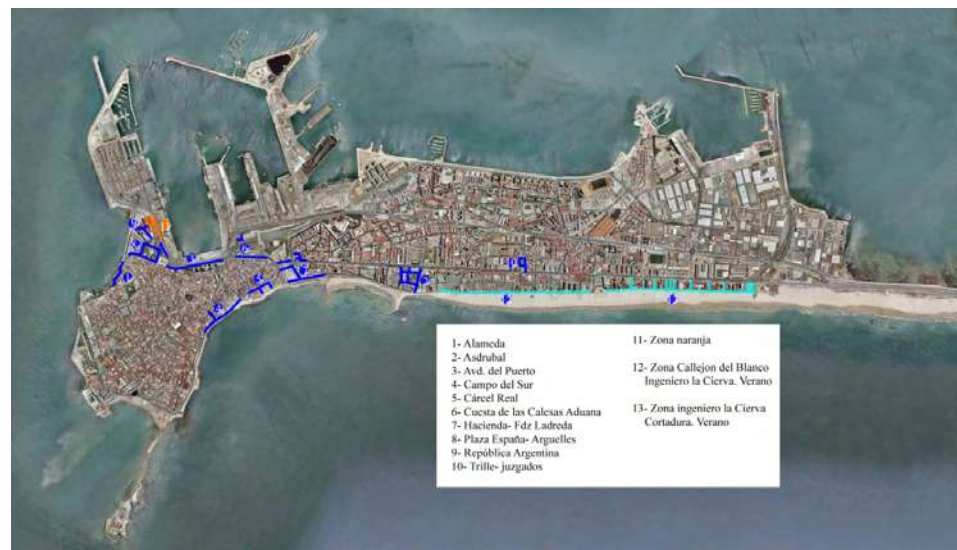 1- Alameda
2- Asdrubal
3- Avd. del Puerto
4- Campo del Sur
5- Cárcel Real
6- Cuesta de las Calesas Aduana
7- Hacienda- Fdz Ladreda
8- Plaza España- Arguelles
9- República Argentina
10- Trille- juzgados
11- Zona naranja
12- Zona Callejon del Blanco
Ingeniero la Cierva. Verano
13- Zona ingeniero la Cierva
Cortadura. Verano